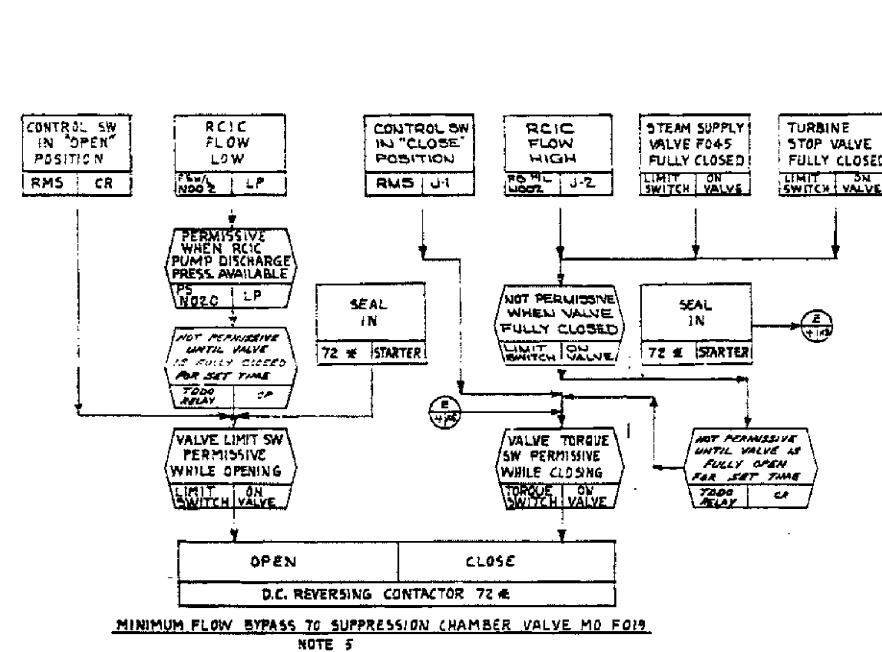 CONTROL SW
IN "OPEN"
POSITION
RMS CR
RCIC
FLOW
LOW
N002 LP
CONTROL SW
IN "CLOSE"
POSITION
RMS J-1
RCIC
FLOW
HIGH
N002 J-2
STEAM SUPPLY
VALVE F045
FULLY CLOSED
LIMIT SWITCH ON VALVE
TURBINE
STOP VALVE
FULLY CLOSED
LIMIT SWITCH ON VALVE
PERMISSIVE
WHEN RCIC
PUMP DISCHARGE
PRESS. AVAILABLE
PS N020 LP
SEAL
IN
72 STARTER
NOT PERMISSIVE
WHEN VALVE
FULLY CLOSED
LIMIT SWITCH ON VALVE
SEAL
IN
72 STARTER
E
NOT PERMISSIVE
UNTIL VALVE
IS FULLY CLOSED
FOR SET TIME
TDDO RELAY
E
VALVE LIMIT SW
PERMISSIVE
WHILE OPENING
LIMIT SWITCH ON VALVE
VALVE TORQUE
SW PERMISSIVE
WHILE CLOSING
TORQUE SWITCH ON VALVE
NOT PERMISSIVE
UNTIL VALVE IS
FULLY OPEN
FOR SET TIME
TDDO RELAY CR
OPEN CLOSE
D.C. REVERSING CONTACTOR 72
MINIMUM FLOW BYPASS TO SUPPRESSION CHAMBER VALVE MO F019
NOTE 5